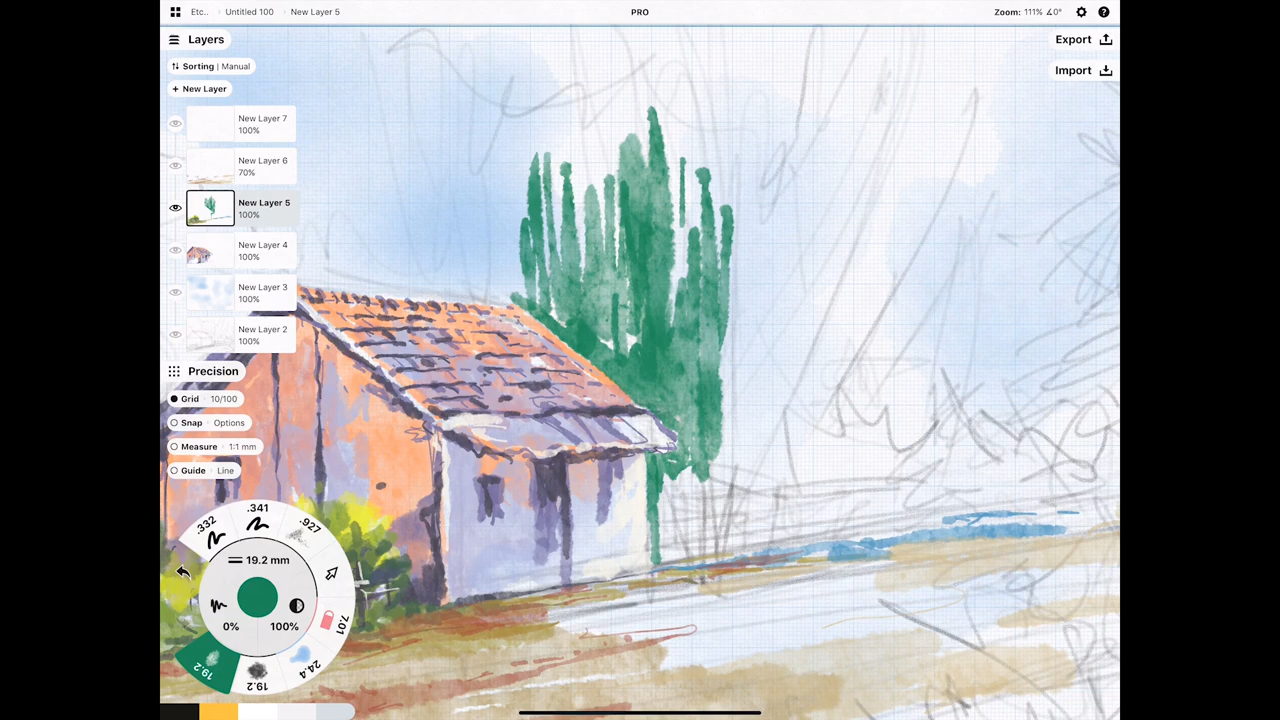 Etc.. Untitled 100 New Layer 5
PRO
Zoom: 111% ∡0°
Layers
Export
Sorting | Manual
Import
+ New Layer
New Layer 7
100%
New Layer 6
70%
New Layer 5
100%
New Layer 4
100%
New Layer 3
100%
New Layer 2
100%
Precision
Grid 10/100
Snap Options
Measure 1:1 mm
Guide Line
.332
.341
.927
19.2 mm
0%
100%
7.01
24.4
19.2
19.2